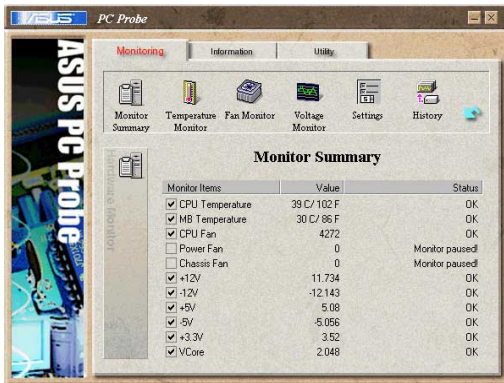 ASUS PC Probe
Monitoring Information Utility
Monitor Summary
Temperature Monitor
Fan Monitor
Voltage Monitor
Settings
History
ASUS PC Probe
Hardware Monitor
Monitor Summary
Monitor Items Value Status
CPU Temperature 39 C/ 102 F OK
MB Temperature 30 C/ 86 F OK
CPU Fan 4272 OK
Power Fan 0 Monitor paused!
Chassis Fan 0 Monitor paused!
+12V 11.734 OK
-12V -12.143 OK
+5V 5.08 OK
-5V -5.056 OK
+3.3V 3.52 OK
VCore 2.048 OK